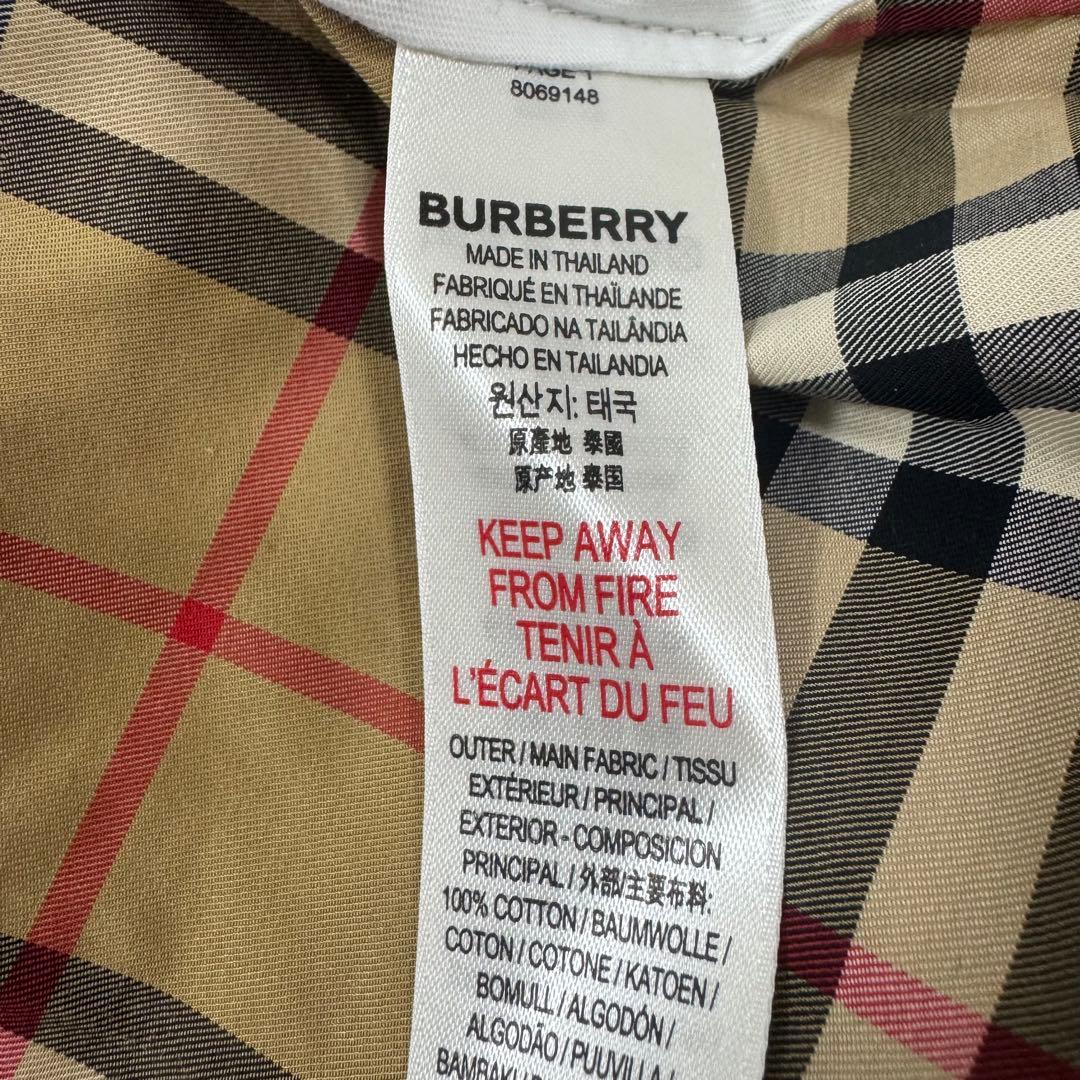 PAGE 1
8069148
BURBERRY
MADE IN THAILAND
FABRIQUÉ EN THAÏLANDE
FABRICADO NA TAILÂNDIA
HECHO EN TAILANDIA
원산지: 태국
原產地 泰國
原产地 泰国
KEEP AWAY
FROM FIRE
TENIR À
L'ÉCART DU FEU
OUTER / MAIN FABRIC / TISSU
EXTÉRIEUR / PRINCIPAL /
EXTERIOR - COMPOSICION
PRINCIPAL / 外部/主要布料:
100% COTTON / BAUMWOLLE /
COTON / COTONE / KATOEN /
BOMULL / ALGODÓN /
ALGODÃO / PUUVILLA /
BAMBAKI /